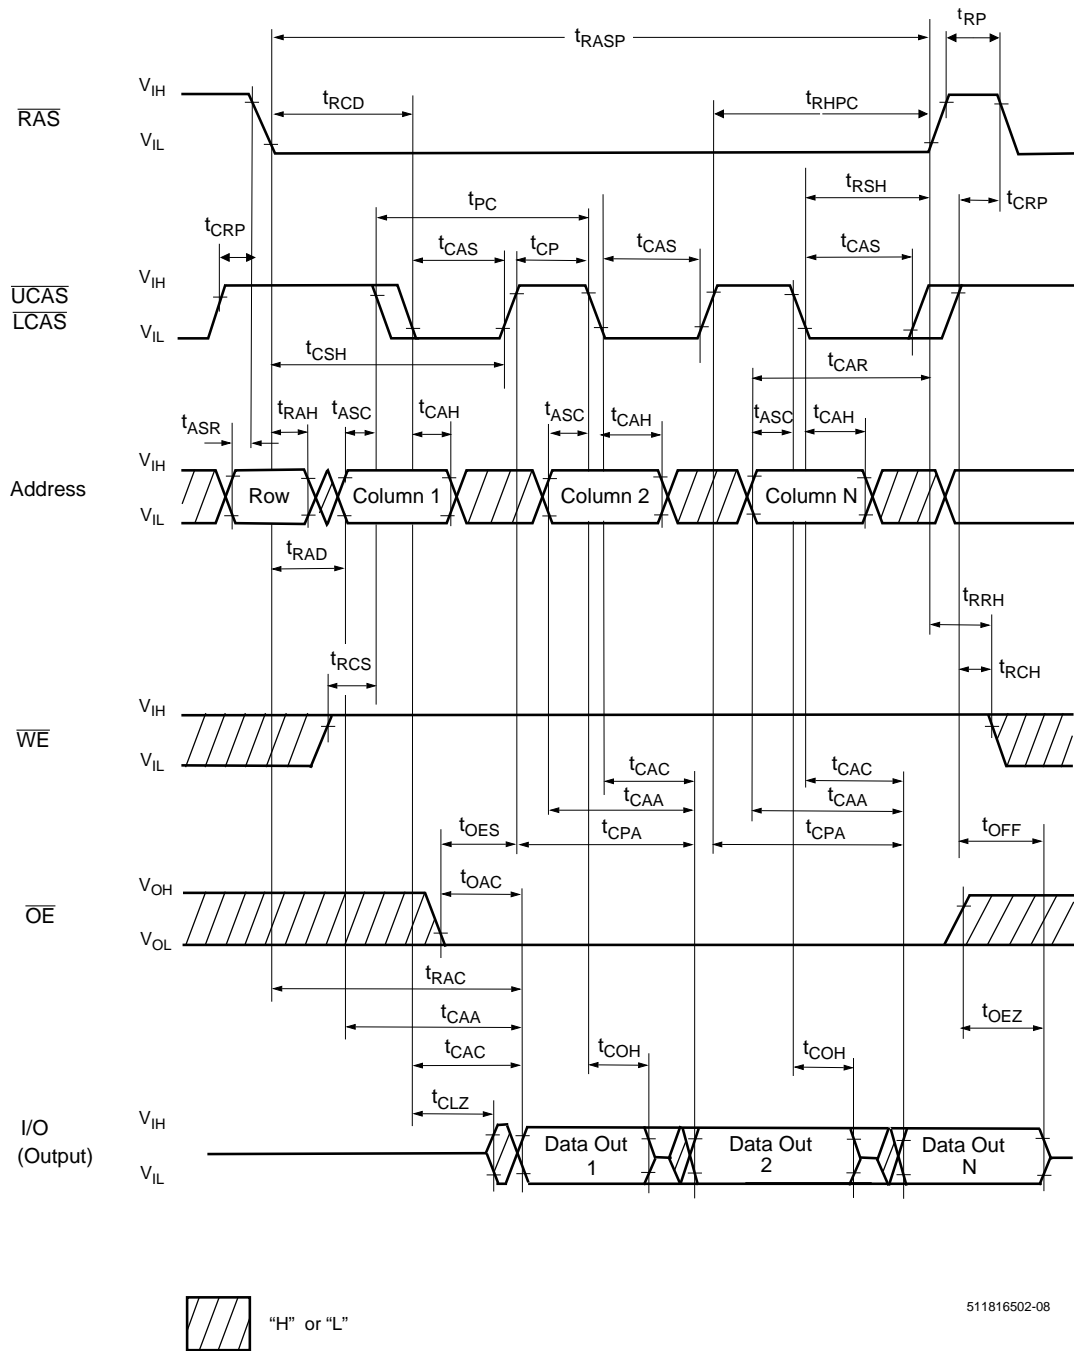 tRP
tRASP
VIH
RAS
tRCD
tRHPC
VIL
tRSH
tPC
tCRP
tCRP
tCAS
tCP
tCAS
tCAS
VIH
UCAS
LCAS
VIL
tCSH
tCAR
tRAH
tASC
tCAH
tASC
tCAH
tASC
tCAH
tASR
VIH
Address
Row
Column 1
Column 2
Column N
VIL
tRAD
tRRH
tRCS
tRCH
VIH
WE
VIL
tCAC
tCAC
tCAA
tCAA
tOES
tCPA
tCPA
tOFF
VOH
tOAC
OE
VOL
tRAC
tCAA
tOEZ
tCAC
tCOH
tCOH
tCLZ
VIH
I/O
(Output)
Data Out
1
Data Out
2
Data Out
N
VIL
511816502-08
“H” or “L”